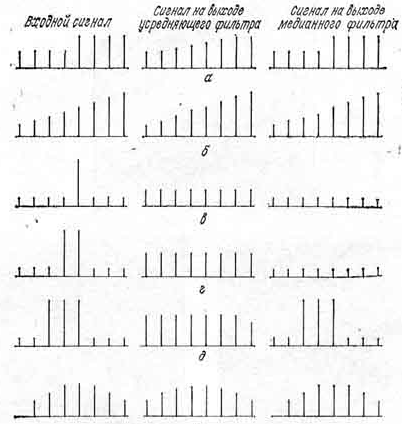 Входной сигнал
Сигнал на выходе
усредняющего фильтра
Сигнал на выходе
медианного фильтра
а
б
в
г
д